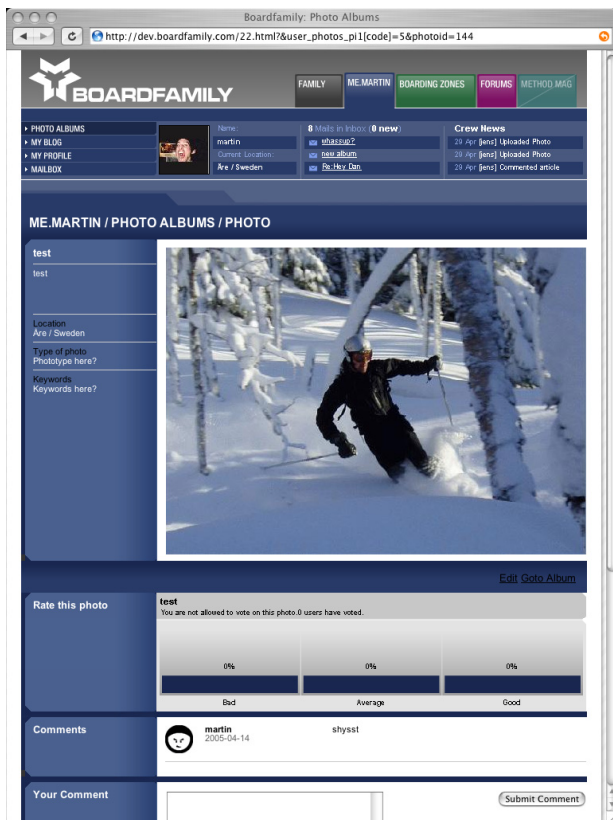 Boardfamily: Photo Albums
http://dev.boardfamily.com/22.html?&user_photos_pi1[code]=5&photoid=144
BOARDFAMILY
FAMILY
ME.MARTIN
BOARDING ZONES
FORUMS
METHOD MAG
PHOTO ALBUMS
MY BLOG
MY PROFILE
MAILBOX
Name:
martin
Current Location:
Åre / Sweden
8 Mails in Inbox (0 new)
whassup?
new album
Re:Hey Dan
Crew News
29 Apr [jens] Uploaded Photo
29 Apr [jens] Uploaded Photo
29 Apr [jens] Commented article
ME.MARTIN / PHOTO ALBUMS / PHOTO
test
test
Location
Åre / Sweden
Type of photo
Phototype here?
Keywords
Keywords here?
Edit Goto Album
Rate this photo
test
You are not allowed to vote on this photo.0 users have voted.
0%
0%
0%
Bad
Average
Good
Comments
martin
2005-04-14
shysst
Your Comment
Submit Comment